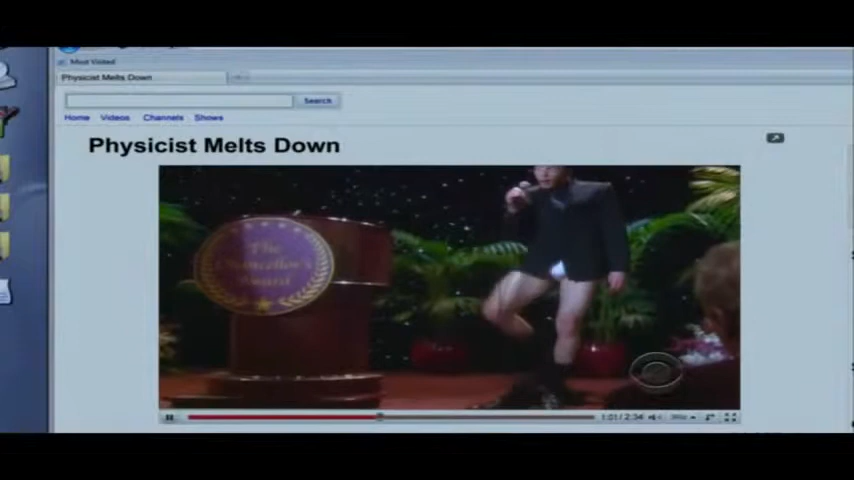 Most Visited
Physicist Melts Down
Search
Home Videos Channels Shows
Physicist Melts Down
The
Chancellor's
Award
1:01 / 2:34